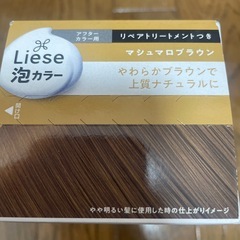 Liese
泡カラー
アフター
カラー用
リペアトリートメントつき
マシュマロブラウン
やわらかブラウンで
上質ナチュラルに
開け口
やや明るい髪に使用した時の仕上がりイメージ